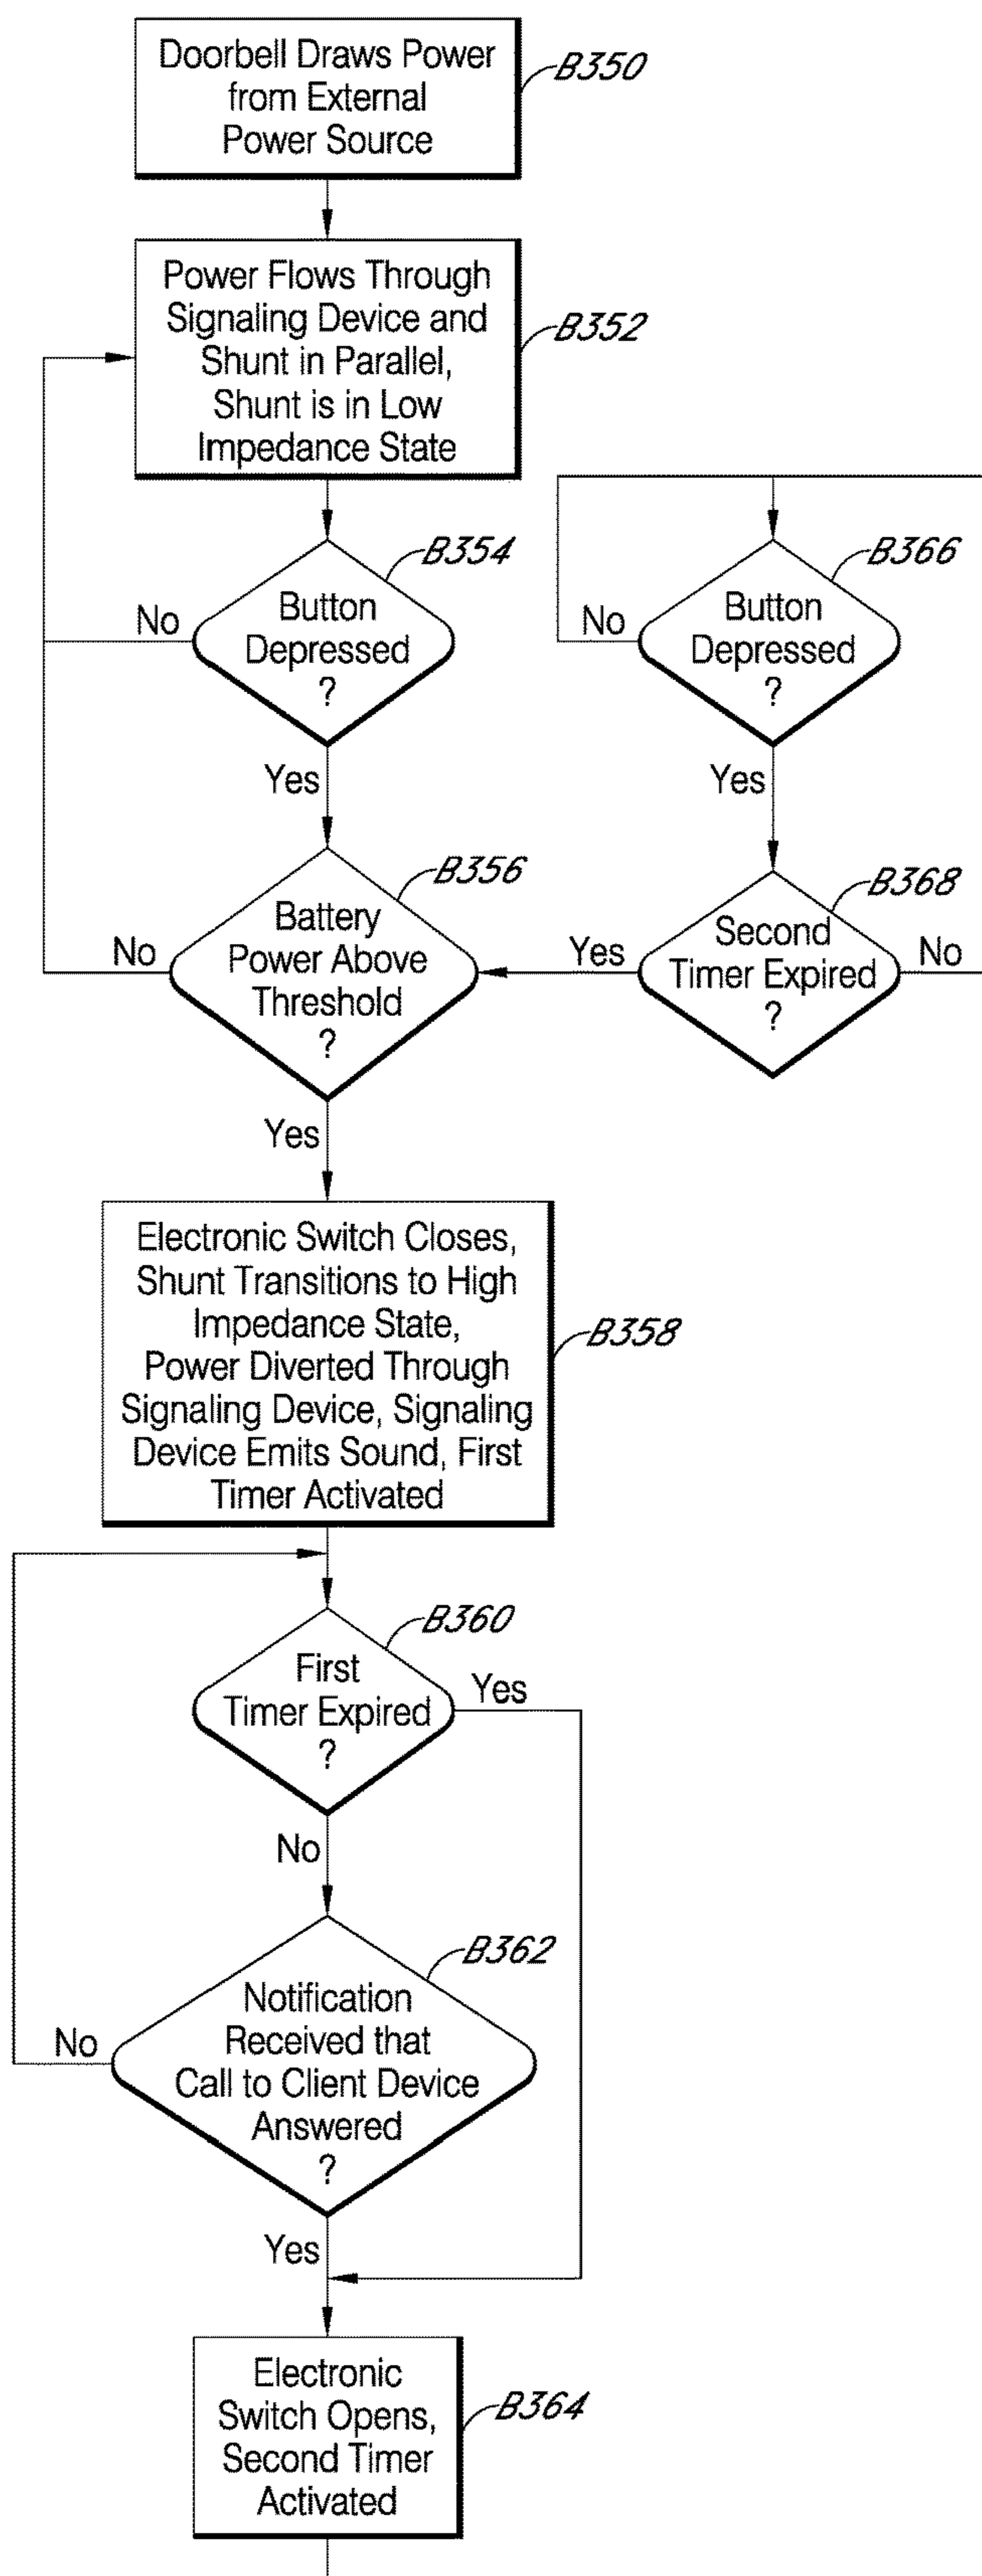 Doorbell Draws Power
from External
Power Source
B350
Power Flows Through
Signaling Device and
Shunt in Parallel,
Shunt is in Low
Impedance State
B352
Button
Depressed
?
B354
No
Yes
Battery
Power Above
Threshold
?
B356
No
Yes
Button
Depressed
?
B366
No
Yes
Second
Timer Expired
?
B368
Yes
No
Electronic Switch Closes,
Shunt Transitions to High
Impedance State,
Power Diverted Through
Signaling Device, Signaling
Device Emits Sound, First
Timer Activated
B358
First
Timer Expired
?
B360
Yes
No
Notification
Received that
Call to Client Device
Answered
?
B362
No
Yes
Electronic
Switch Opens,
Second Timer
Activated
B364